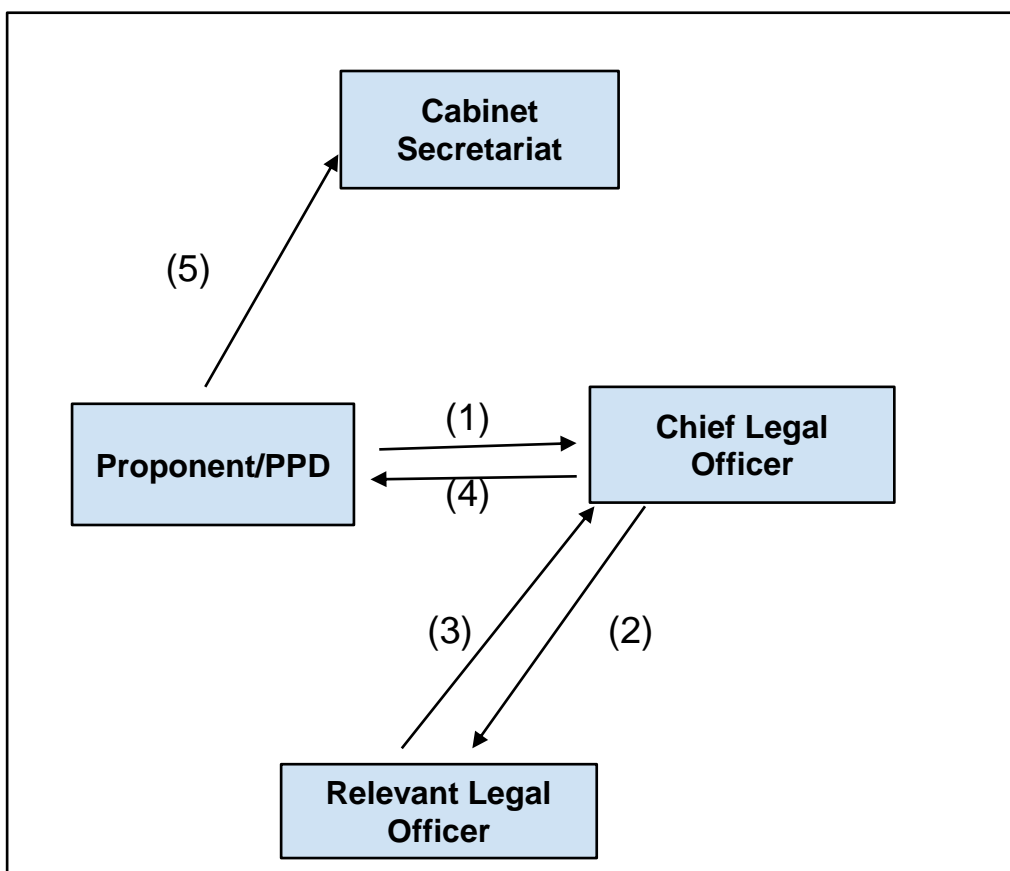 Cabinet
Secretariat
(5)
(1)
Chief Legal
Officer
Proponent/PPD
(4)
(3)
(2)
Relevant Legal
Officer